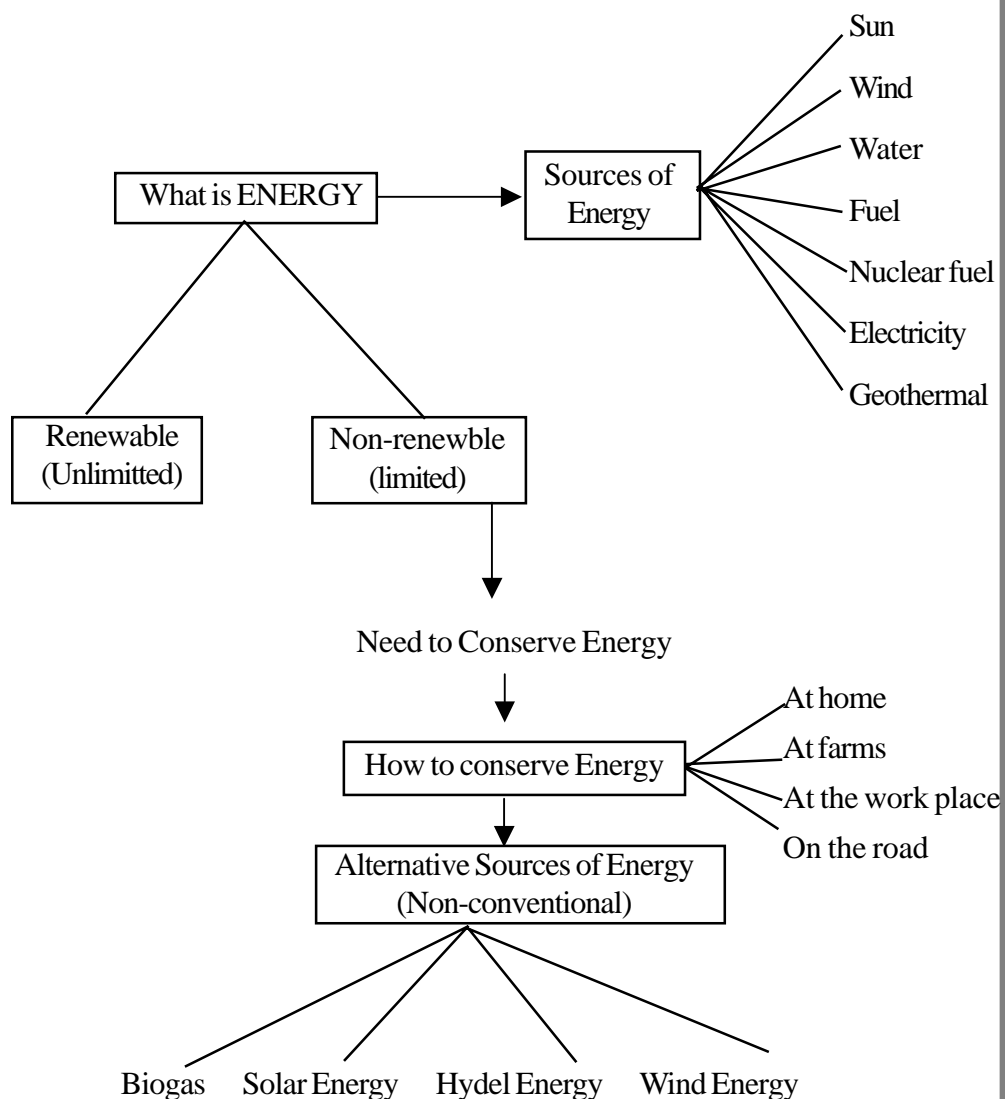 Sun
Wind
Water
Fuel
Nuclear fuel
Electricity
Geothermal
Sources of
Energy
What is ENERGY
Renewable
(Unlimitted)
Non-renewble
(limited)
Need to Conserve Energy
How to conserve Energy
At home
At farms
At the work place
On the road
Alternative Sources of Energy
(Non-conventional)
Biogas
Solar Energy
Hydel Energy
Wind Energy